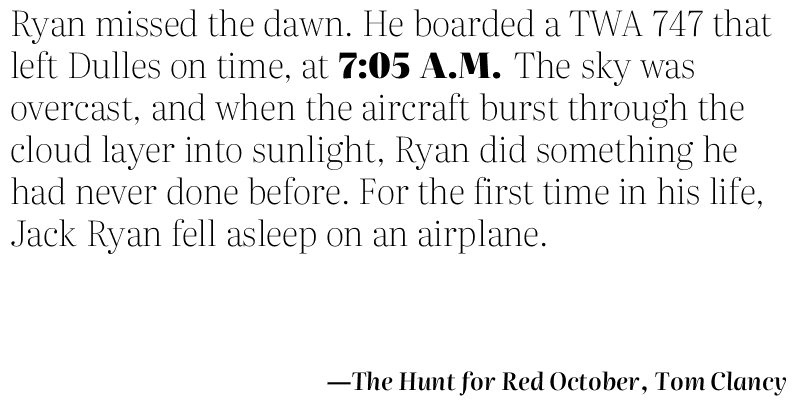 Ryan missed the dawn. He boarded a TWA 747 that
left Dulles on time, at 7:05 A.M. The sky was
overcast, and when the aircraft burst through the
cloud layer into sunlight, Ryan did something he
had never done before. For the first time in his life,
Jack Ryan fell asleep on an airplane.
—The Hunt for Red October, Tom Clancy